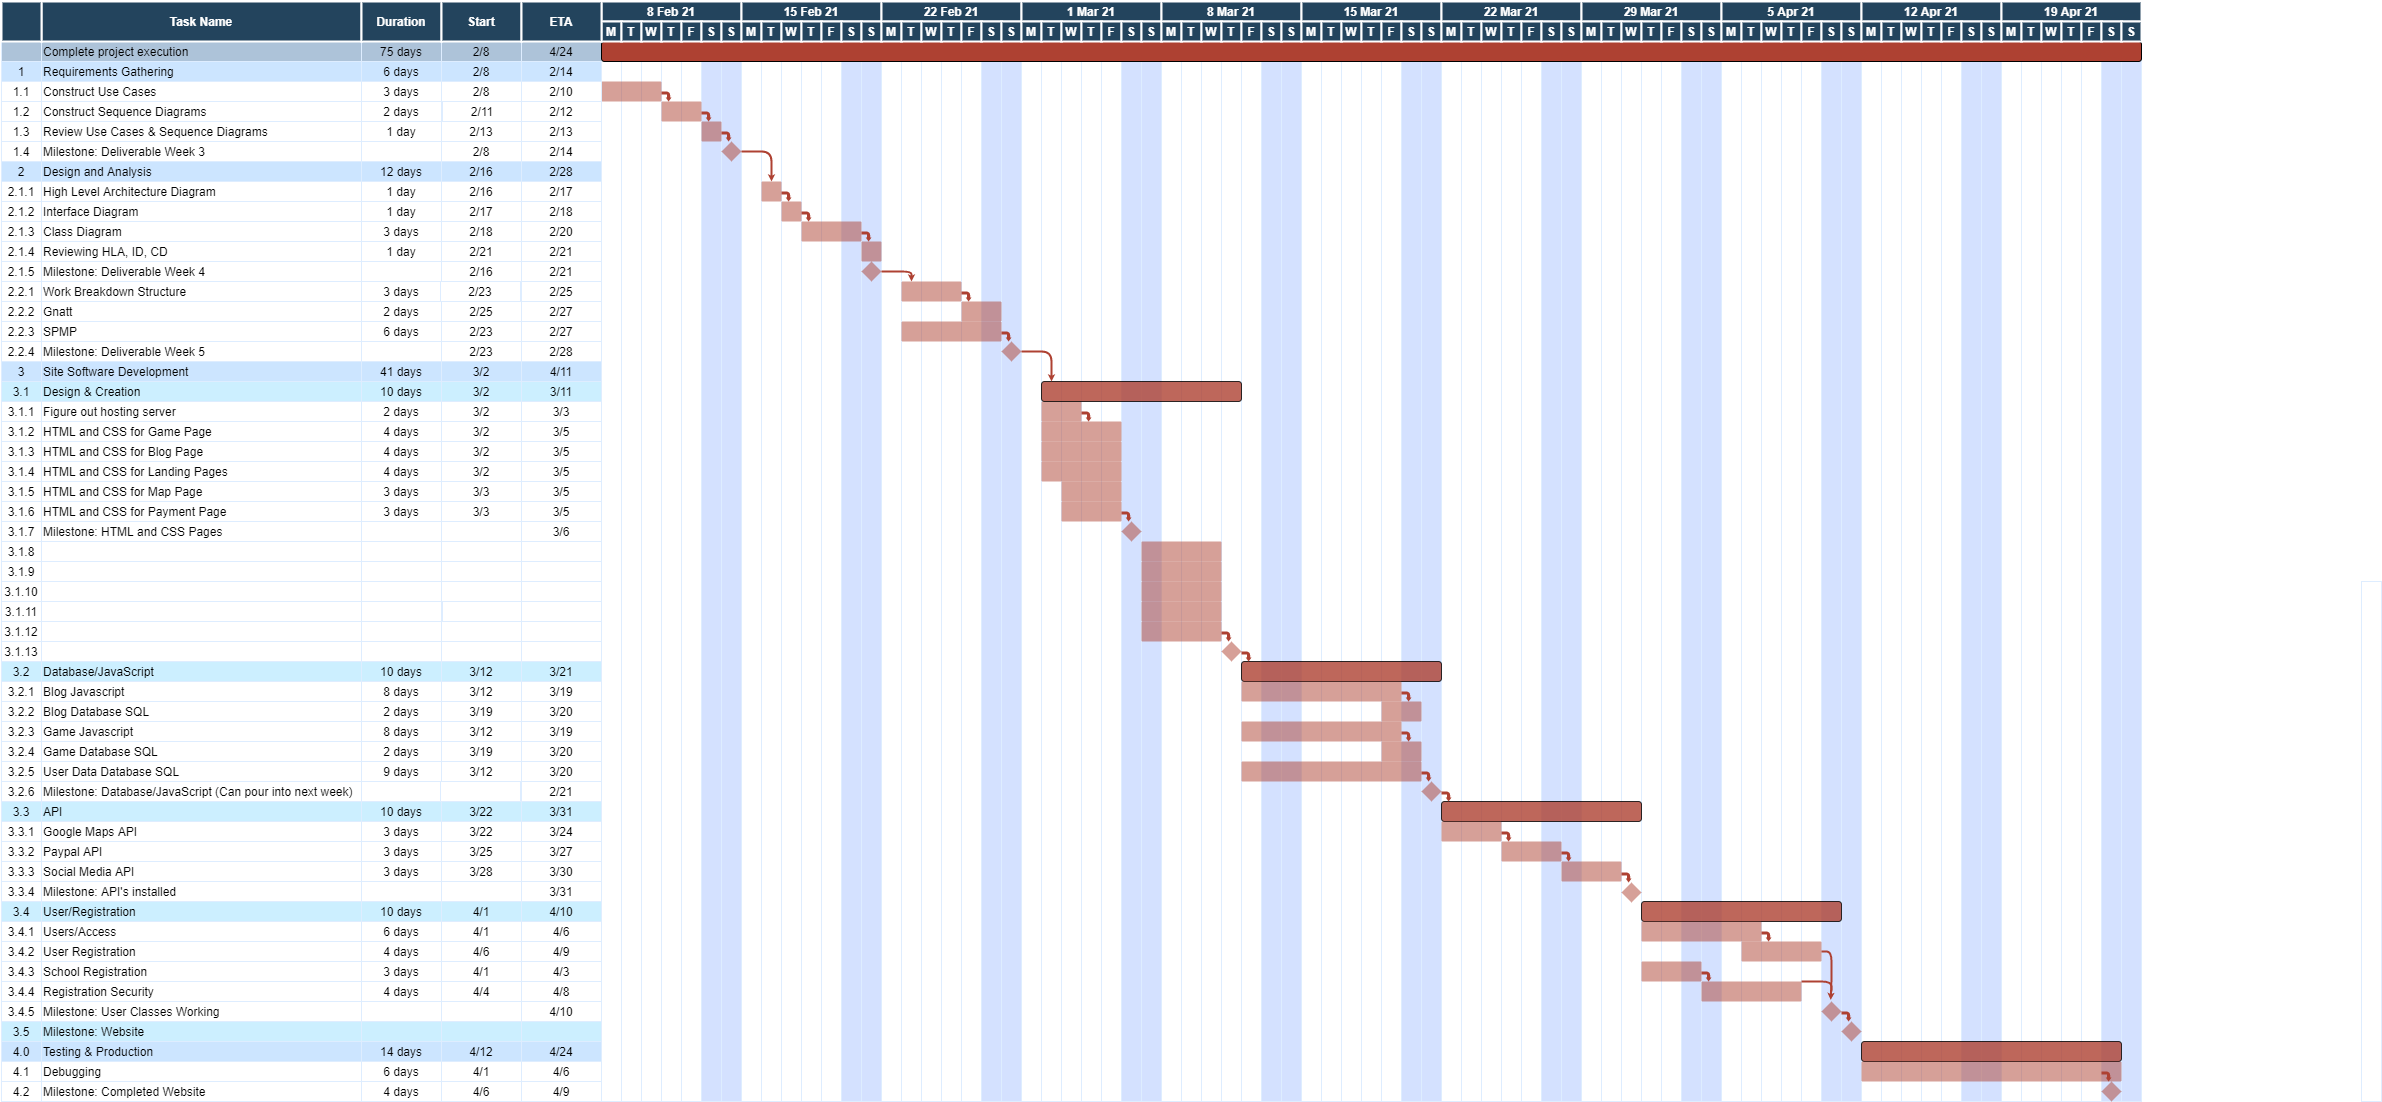 Task Name Duration Start ETA 8 Feb 21 15 Feb 21 22 Feb 21 1 Mar 21 8 Mar 21 15 Mar 21 22 Mar 21 29 Mar 21 5 Apr 21 12 Apr 21 19 Apr 21
M T W T F S S M T W T F S S M T W T F S S M T W T F S S M T W T F S S M T W T F S S M T W T F S S M T W T F S S M T W T F S S M T W T F S S M T W T F S S
Complete project execution 75 days 2/8 4/24
1 Requirements Gathering 6 days 2/8 2/14
1.1 Construct Use Cases 3 days 2/8 2/10
1.2 Construct Sequence Diagrams 2 days 2/11 2/12
1.3 Review Use Cases & Sequence Diagrams 1 day 2/13 2/13
1.4 Milestone: Deliverable Week 3 2/8 2/14
2 Design and Analysis 12 days 2/16 2/28
2.1.1 High Level Architecture Diagram 1 day 2/16 2/17
2.1.2 Interface Diagram 1 day 2/17 2/18
2.1.3 Class Diagram 3 days 2/18 2/20
2.1.4 Reviewing HLA, ID, CD 1 day 2/21 2/21
2.1.5 Milestone: Deliverable Week 4 2/16 2/21
2.2.1 Work Breakdown Structure 3 days 2/23 2/25
2.2.2 Gnatt 2 days 2/25 2/27
2.2.3 SPMP 6 days 2/23 2/27
2.2.4 Milestone: Deliverable Week 5 2/23 2/28
3 Site Software Development 41 days 3/2 4/11
3.1 Design & Creation 10 days 3/2 3/11
3.1.1 Figure out hosting server 2 days 3/2 3/3
3.1.2 HTML and CSS for Game Page 4 days 3/2 3/5
3.1.3 HTML and CSS for Blog Page 4 days 3/2 3/5
3.1.4 HTML and CSS for Landing Pages 4 days 3/2 3/5
3.1.5 HTML and CSS for Map Page 3 days 3/3 3/5
3.1.6 HTML and CSS for Payment Page 3 days 3/3 3/5
3.1.7 Milestone: HTML and CSS Pages 3/6
3.1.8
3.1.9
3.1.10
3.1.11
3.1.12
3.1.13
3.2 Database/JavaScript 10 days 3/12 3/21
3.2.1 Blog Javascript 8 days 3/12 3/19
3.2.2 Blog Database SQL 2 days 3/19 3/20
3.2.3 Game Javascript 8 days 3/12 3/19
3.2.4 Game Database SQL 2 days 3/19 3/20
3.2.5 User Data Database SQL 9 days 3/12 3/20
3.2.6 Milestone: Database/JavaScript (Can pour into next week) 2/21
3.3 API 10 days 3/22 3/31
3.3.1 Google Maps API 3 days 3/22 3/24
3.3.2 Paypal API 3 days 3/25 3/27
3.3.3 Social Media API 3 days 3/28 3/30
3.3.4 Milestone: API's installed 3/31
3.4 User/Registration 10 days 4/1 4/10
3.4.1 Users/Access 6 days 4/1 4/6
3.4.2 User Registration 4 days 4/6 4/9
3.4.3 School Registration 3 days 4/1 4/3
3.4.4 Registration Security 4 days 4/4 4/8
3.4.5 Milestone: User Classes Working 4/10
3.5 Milestone: Website
4.0 Testing & Production 14 days 4/12 4/24
4.1 Debugging 6 days 4/1 4/6
4.2 Milestone: Completed Website 4 days 4/6 4/9